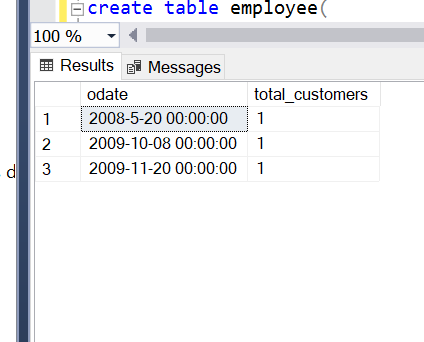 create table employee(
100 %
Results Messages
odate total_customers
1 2008-5-20 00:00:00 1
2 2009-10-08 00:00:00 1
d
3 2009-11-20 00:00:00 1